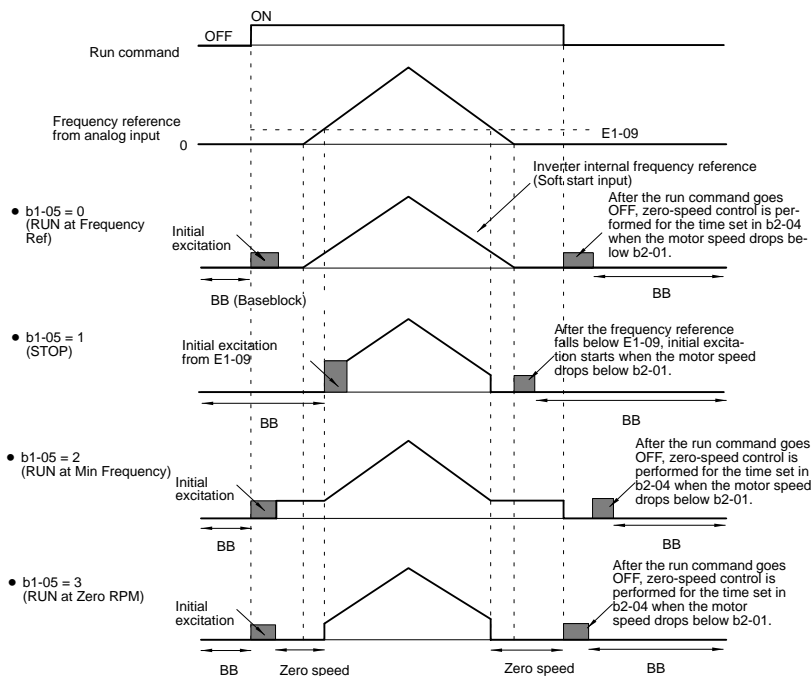 ON
OFF
Run command
Frequency reference
from analog input
0
E1-09
Inverter internal frequency reference
(Soft start input)
● b1-05 = 0
(RUN at Frequency
Ref)
Initial
excitation
After the run command goes
OFF, zero-speed control is per-
formed for the time set in b2-04
when the motor speed drops be-
low b2-01.
BB (Baseblock)
BB
● b1-05 = 1
(STOP)
Initial excitation
from E1-09
After the frequency reference
falls below E1-09, initial excita-
tion starts when the motor speed
drops below b2-01.
BB
BB
● b1-05 = 2
(RUN at Min Frequency)
Initial
excitation
After the run command goes
OFF, zero-speed control is
performed for the time set in
b2-04 when the motor speed
drops below b2-01.
BB
BB
● b1-05 = 3
(RUN at Zero RPM)
Initial
excitation
After the run command goes
OFF, zero-speed control is
performed for the time set in
b2-04 when the motor
speed drops below b2-01.
BB
Zero speed
Zero speed
BB